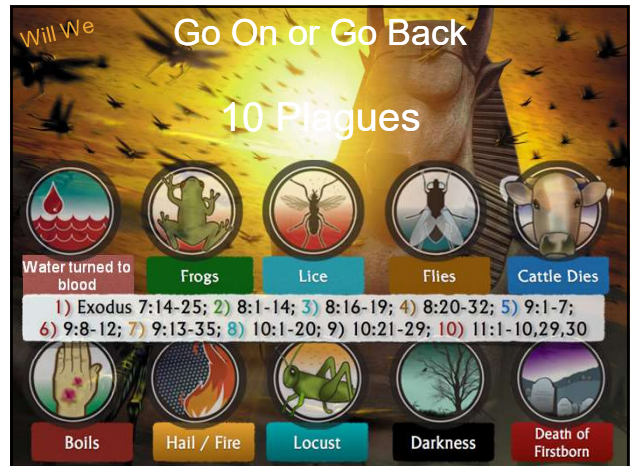 Will We
Go On or Go Back
10 Plagues
Water turned to
blood
Frogs
Lice
Flies
Cattle Dies
1) Exodus 7:14-25; 2) 8:1-14; 3) 8:16-19; 4) 8:20-32; 5) 9:1-7;
6) 9:8-12; 7) 9:13-35; 8) 10:1-20; 9) 10:21-29; 10) 11:1-10,29,30
Boils
Hail / Fire
Locust
Darkness
Death of
Firstborn